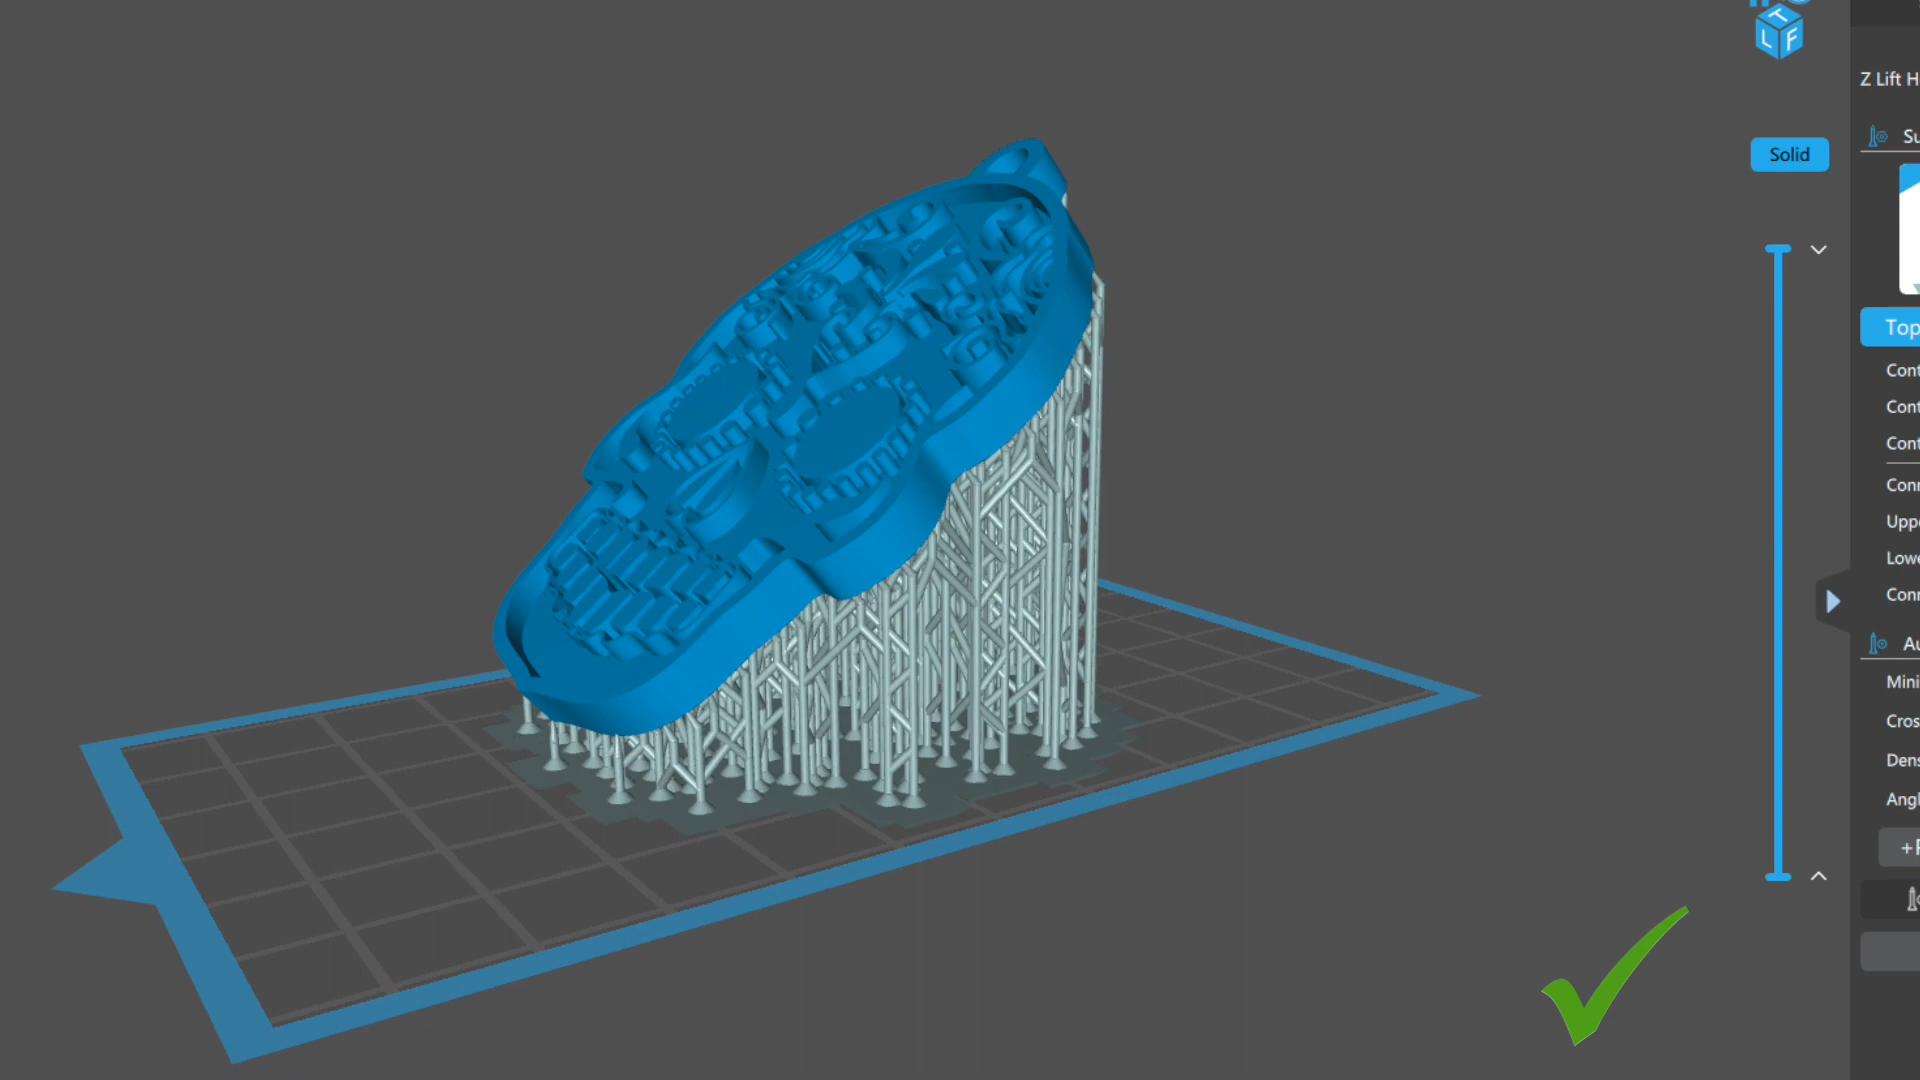 T
L F
Z Lift H
Su
Solid
Top
Cont
Cont
Cont
Conn
Uppe
Lowe
Conn
Au
Mini
Cros
Dens
Angl
+F